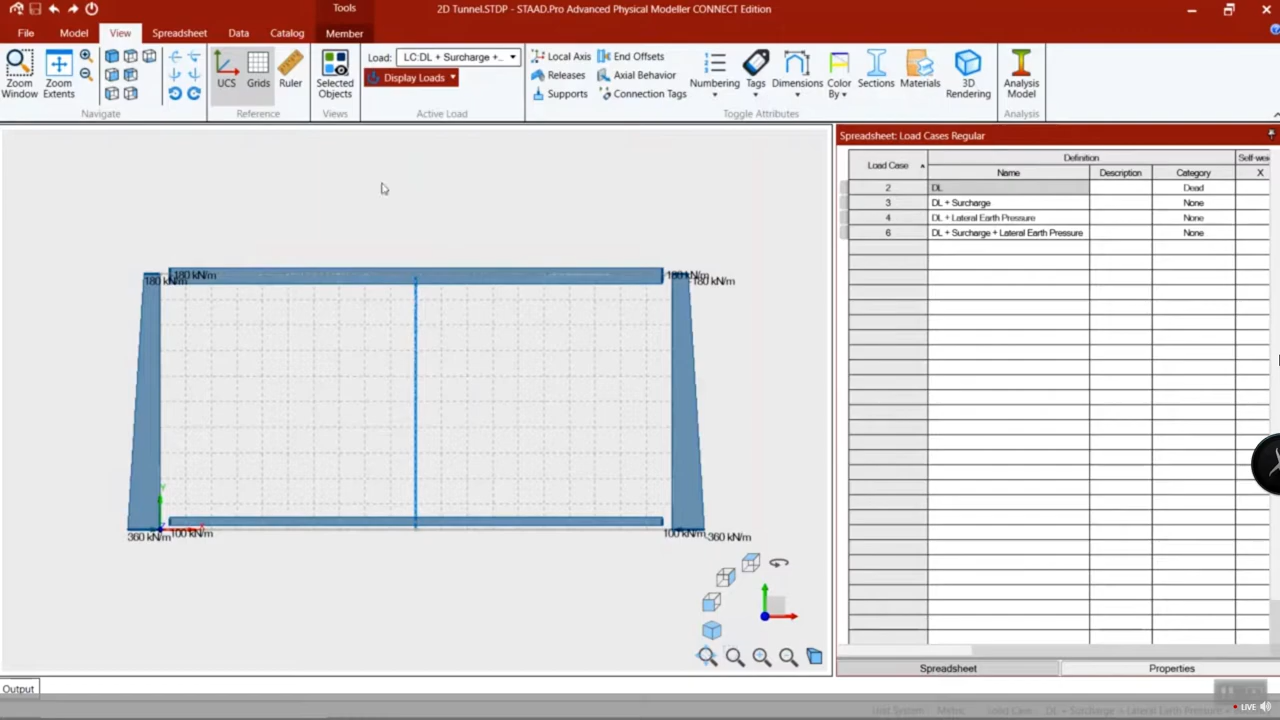 Tools
2D Tunnel.STDP - STAAD.Pro Advanced Physical Modeller CONNECT Edition
File Model View Spreadsheet Data Catalog Member
Load: LC:DL + Surcharge +...
Display Loads
Local Axis End Offsets
Releases Axial Behavior
Supports Connection Tags
Zoom Window
Zoom Extents
UCS
Grids
Ruler
Selected Objects
Numbering
Tags
Dimensions
Color By
Sections
Materials
3D Rendering
Analysis Model
Navigate Reference Views Active Load Toggle Attributes Analysis
Spreadsheet: Load Cases Regular
Load Case Definition Self-wei
Name Description Category X
2 DL Dead
3 DL + Surcharge None
4 DL + Lateral Earth Pressure None
6 DL + Surcharge + Lateral Earth Pressure None
180 kN/m 180 kN/m
180 kN/m -180 kN/m
Y
X
100 kN/m 100 kN/m
360 kN/m -360 kN/m
Spreadsheet Properties
Output
LIVE